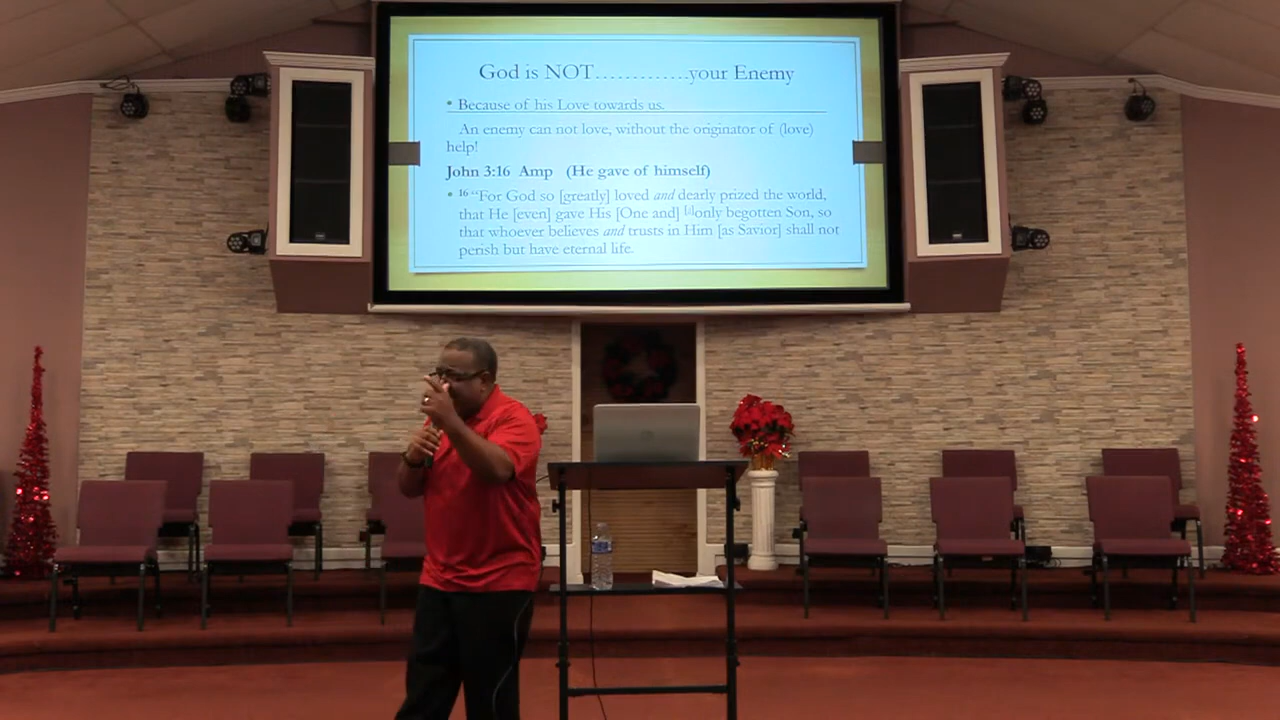 God is NOT.............your Enemy
* Because of his Love towards us.
An enemy can not love, without the originator of (love)
help!
John 3:16 Amp (He gave of himself)
• 16 “For God so [greatly] loved and dearly prized the world,
that He [even] gave His [One and] [a]only begotten Son, so
that whoever believes and trusts in Him [as Savior] shall not
perish but have eternal life.